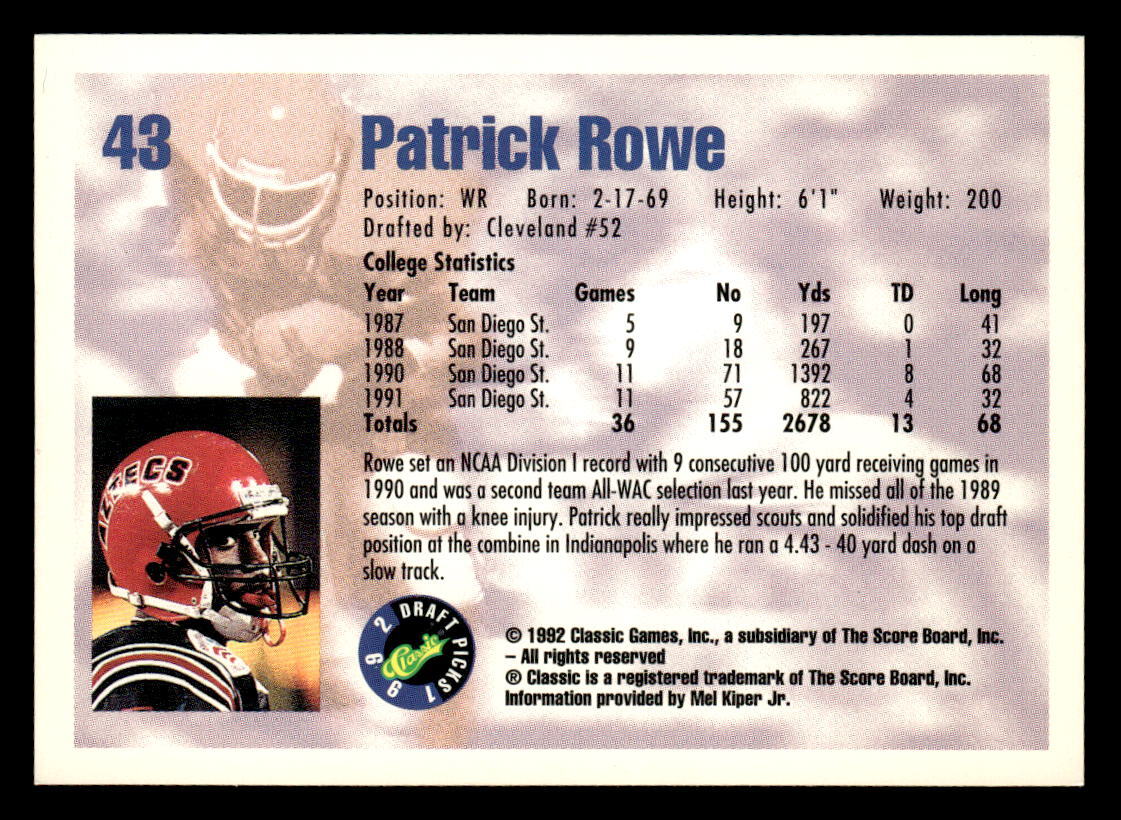 43
Patrick Rowe
Position: WR Born: 2-17-69 Height: 6'1" Weight: 200
Drafted by: Cleveland #52
College Statistics
Year Team Games No Yds TD Long
1987 San Diego St. 5 9 197 0 41
1988 San Diego St. 9 18 267 1 32
1990 San Diego St. 11 71 1392 8 68
1991 San Diego St. 11 57 822 4 32
Totals 36 155 2678 13 68
Rowe set an NCAA Division I record with 9 consecutive 100 yard receiving games in
1990 and was a second team All-WAC selection last year. He missed all of the 1989
season with a knee injury. Patrick really impressed scouts and solidified his top draft
position at the combine in Indianapolis where he ran a 4.43 - 40 yard dash on a
slow track.
AZTECS
1992 DRAFT PICKS
Classic
© 1992 Classic Games, Inc., a subsidiary of The Score Board, Inc.
– All rights reserved
® Classic is a registered trademark of The Score Board, Inc.
Information provided by Mel Kiper Jr.